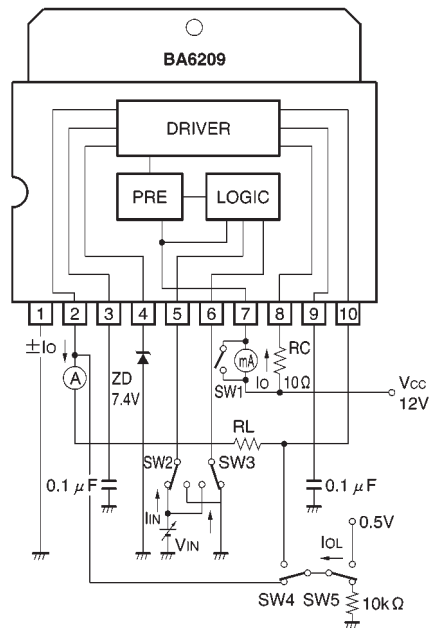 BA6209
DRIVER
PRE
LOGIC
1 2 3 4 5 6 7 8 9 10
±IO
A
ZD
7.4V
SW1
mA
IO
RC
10Ω
VCC
12V
RL
SW2
SW3
0.1 μF
IIN
VIN
0.1 μF
0.5V
IOL
SW4
SW5
10kΩ